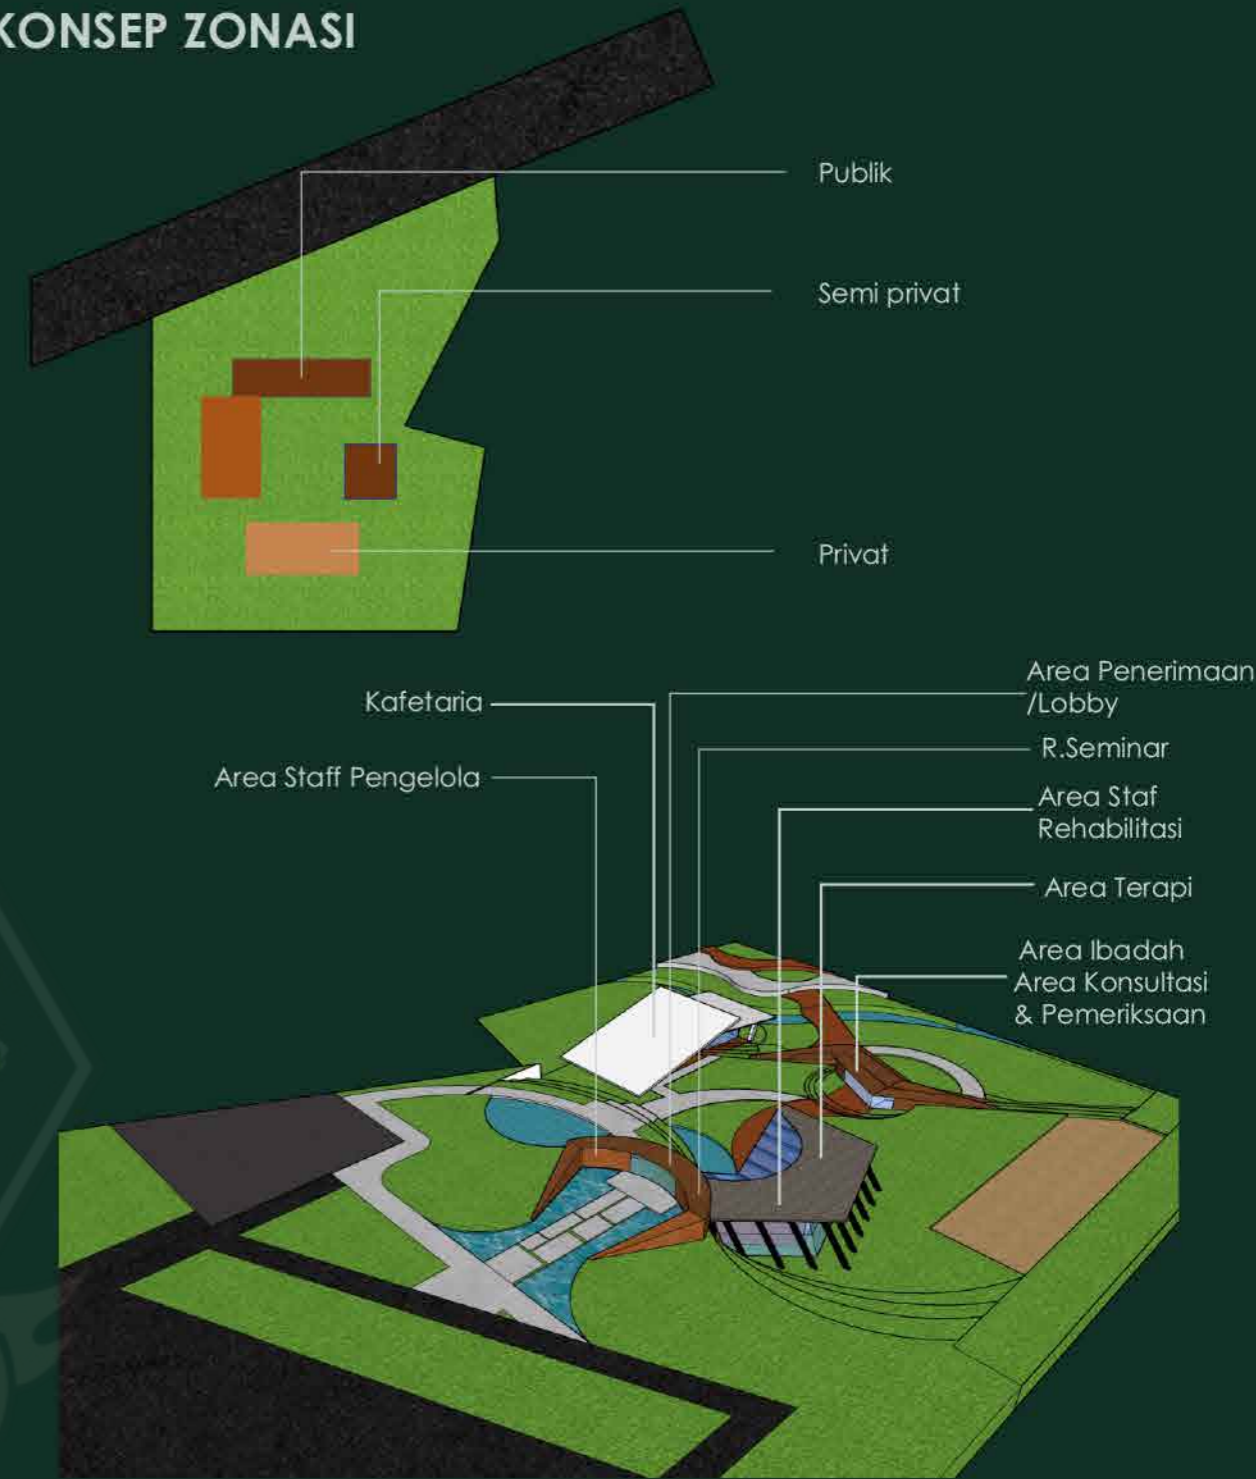 KONSEP ZONASI
Publik
Semi privat
Privat
Kafetaria
Area Staff Pengelola
Area Penerimaan
/Lobby
R.Seminar
Area Staf
Rehabilitasi
Area Terapi
Area Ibadah
Area Konsultasi
& Pemeriksaan